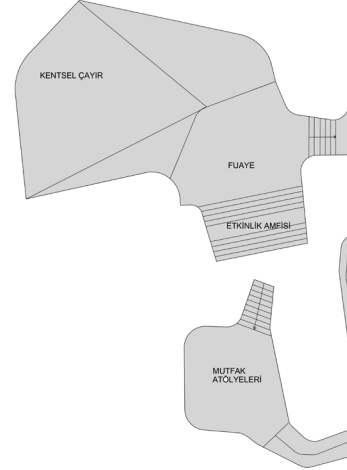 KENTSEL ÇAYIR
FUAYE
ETKİNLİK AMFİSİ
MUTFAK
ATÖLYELERİ